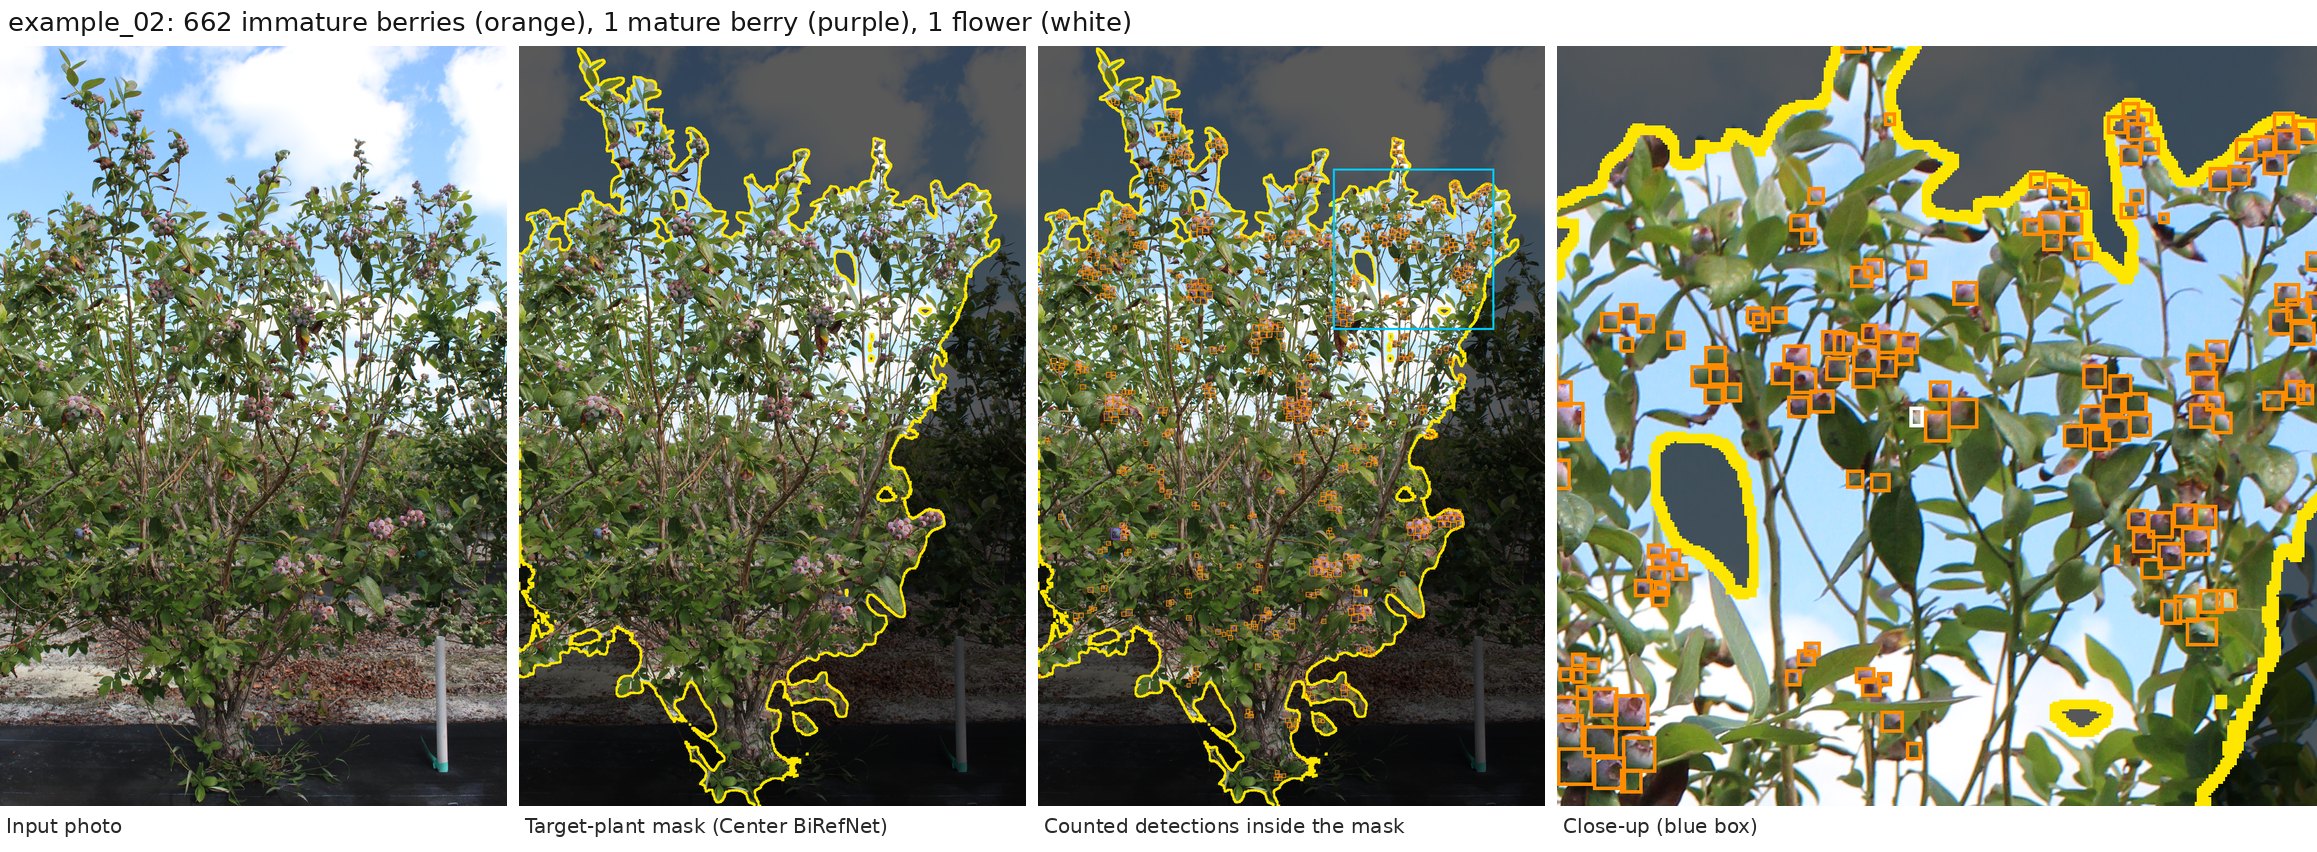 example_02: 662 immature berries (orange), 1 mature berry (purple), 1 flower (white)
Input photo
Target-plant mask (Center BiRefNet)
Counted detections inside the mask
Close-up (blue box)